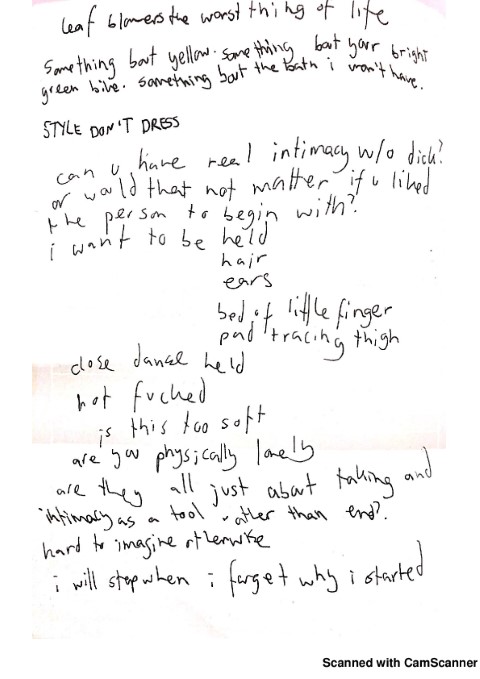 leaf blowers the worst thing of life
Something bout yellow. something bout your bright
green bike. something bout the bath i won't have.
STYLE DON'T DRESS
can u have real intimacy w/o dick?
or would that not matter if u liked
the person to begin with?
i want to be held
hair
ears
bed of little finger
pad tracing thigh
close dance held
not fucked
is this too soft
are you physically lonely
are they all just about taking and
intimacy as a tool rather than end?
hard to imagine otherwise
i will stop when i forget why i started
Scanned with CamScanner